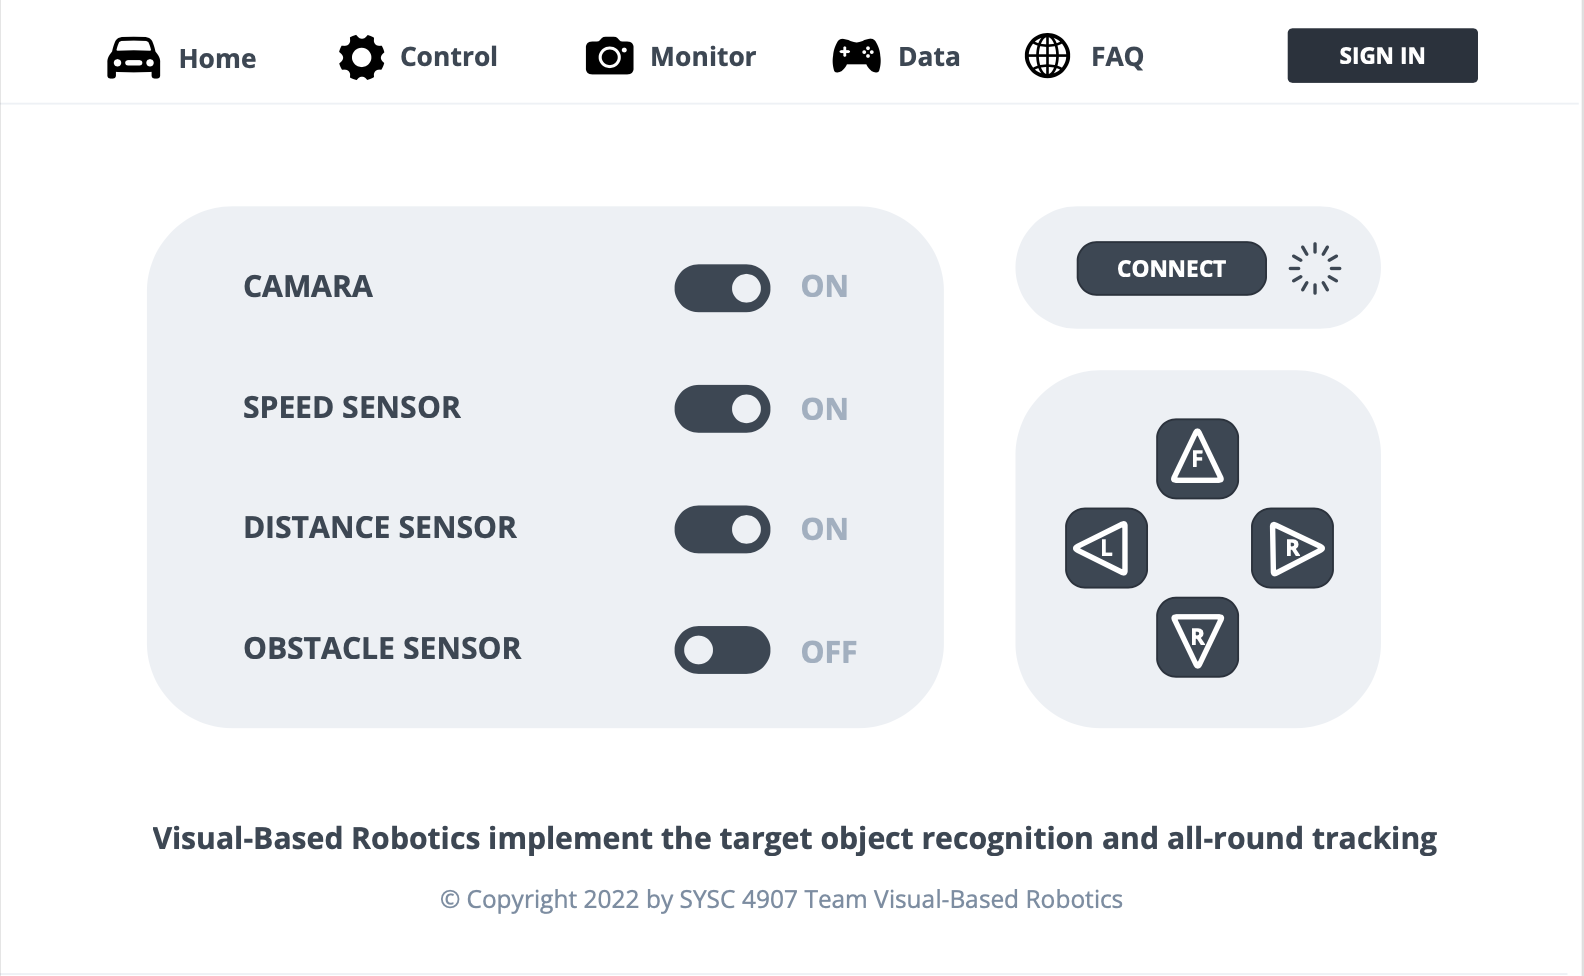 Home Control Monitor Data FAQ SIGN IN
CAMARA ON
SPEED SENSOR ON
DISTANCE SENSOR ON
OBSTACLE SENSOR OFF
CONNECT
F
L R
R
Visual-Based Robotics implement the target object recognition and all-round tracking
© Copyright 2022 by SYSC 4907 Team Visual-Based Robotics